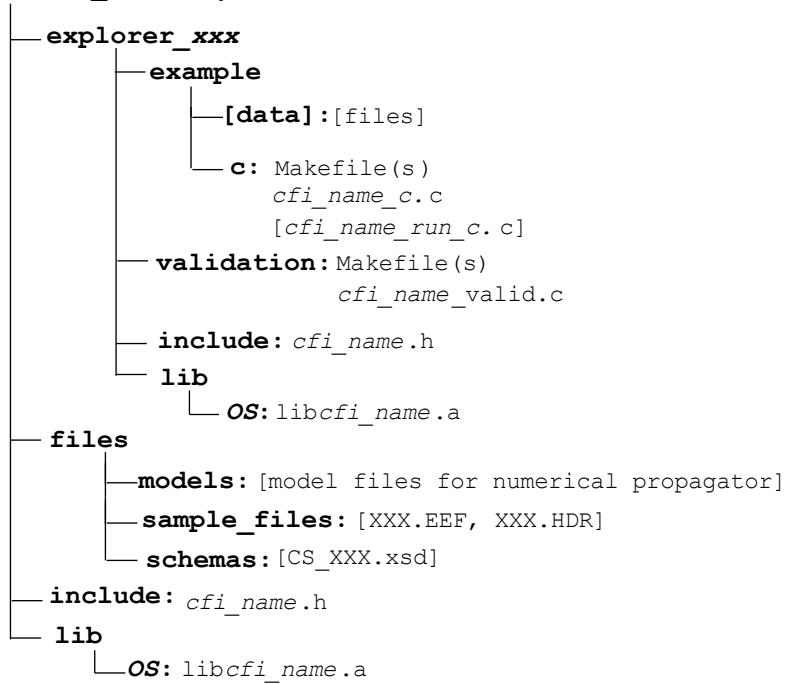 explorer_xxx
example
[data]:[files]
c: Makefile(s)
cfi_name_c.c
[cfi_name_run_c.c]
validation: Makefile(s)
cfi_name_valid.c
include: cfi_name.h
lib
OS: libcfi_name.a
files
models: [model files for numerical propagator]
sample_files: [XXX.EEF, XXX.HDR]
schemas: [CS_XXX.xsd]
include: cfi_name.h
lib
OS: libcfi_name.a